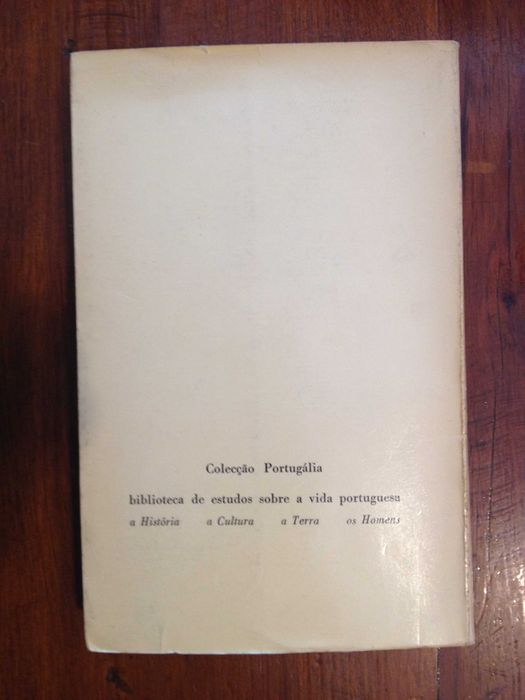 Colecção Portugália
biblioteca de estudos sobre a vida portuguesa
a História a Cultura a Terra os Homens